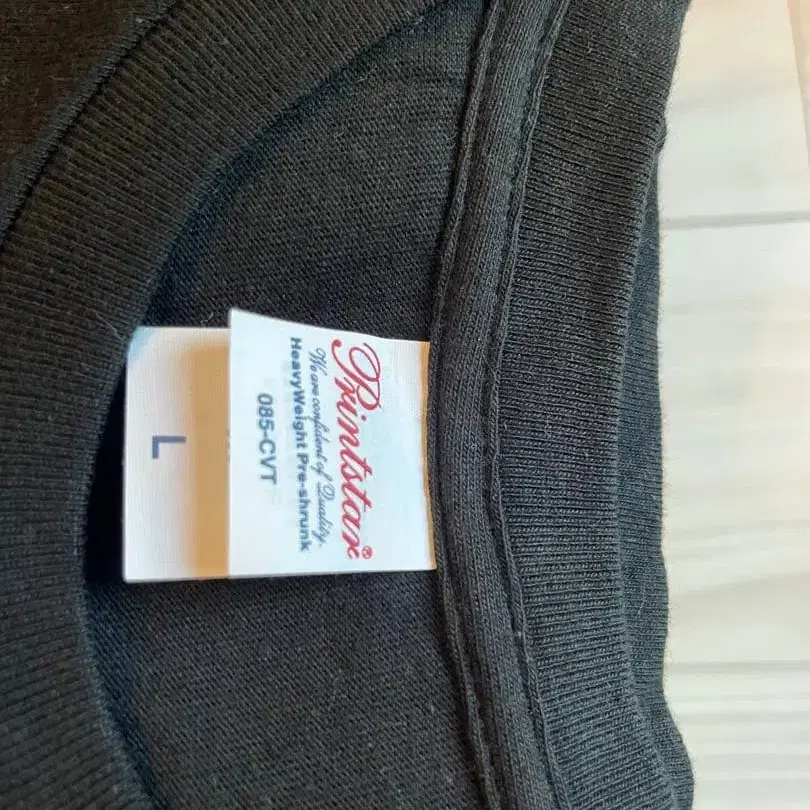 Printstar®
We are confident of Quality.
HeavyWeight Pre-shrunk
085-CVT
L